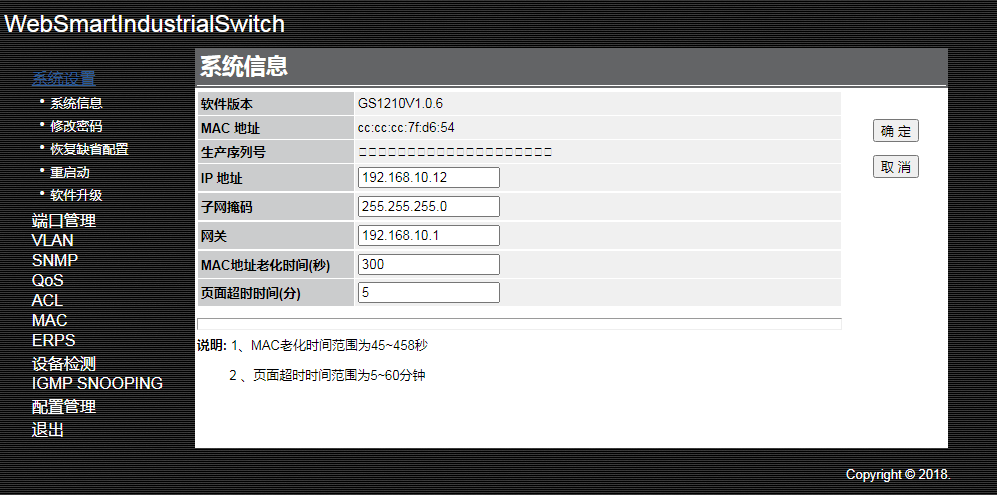 WebSmartIndustrialSwitch
系统设置
系统信息
修改密码
恢复缺省配置
重启动
软件升级
端口管理
VLAN
SNMP
QoS
ACL
MAC
ERPS
设备检测
IGMP SNOOPING
配置管理
退出
系统信息
软件版本 GS1210V1.0.6
MAC 地址 cc:cc:cc:7f:d6:54
生产序列号
IP 地址 192.168.10.12
子网掩码 255.255.255.0
网关 192.168.10.1
MAC地址老化时间(秒) 300
页面超时时间(分) 5
确 定
取 消
说明: 1、MAC老化时间范围为45~458秒
2 、页面超时时间范围为5~60分钟
Copyright © 2018.